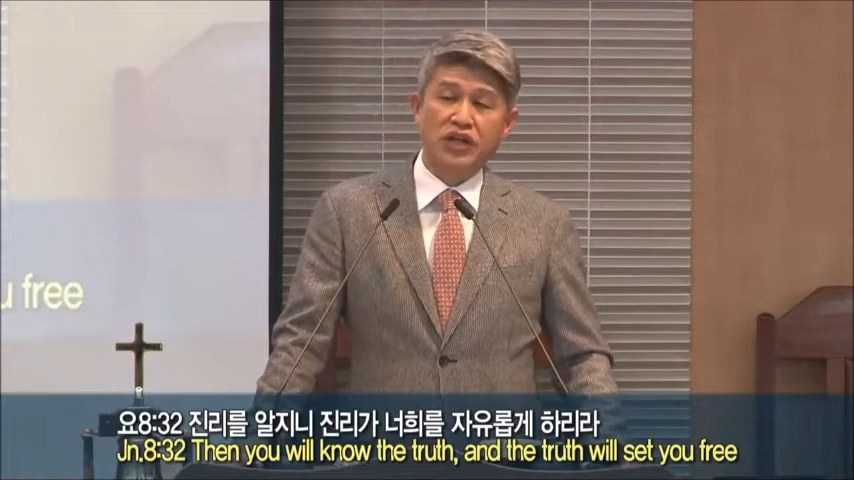 u free
요8:32 진리를 알지니 진리가 너희를 자유롭게 하리라
Jn.8:32 Then you will know the truth, and the truth will set you free